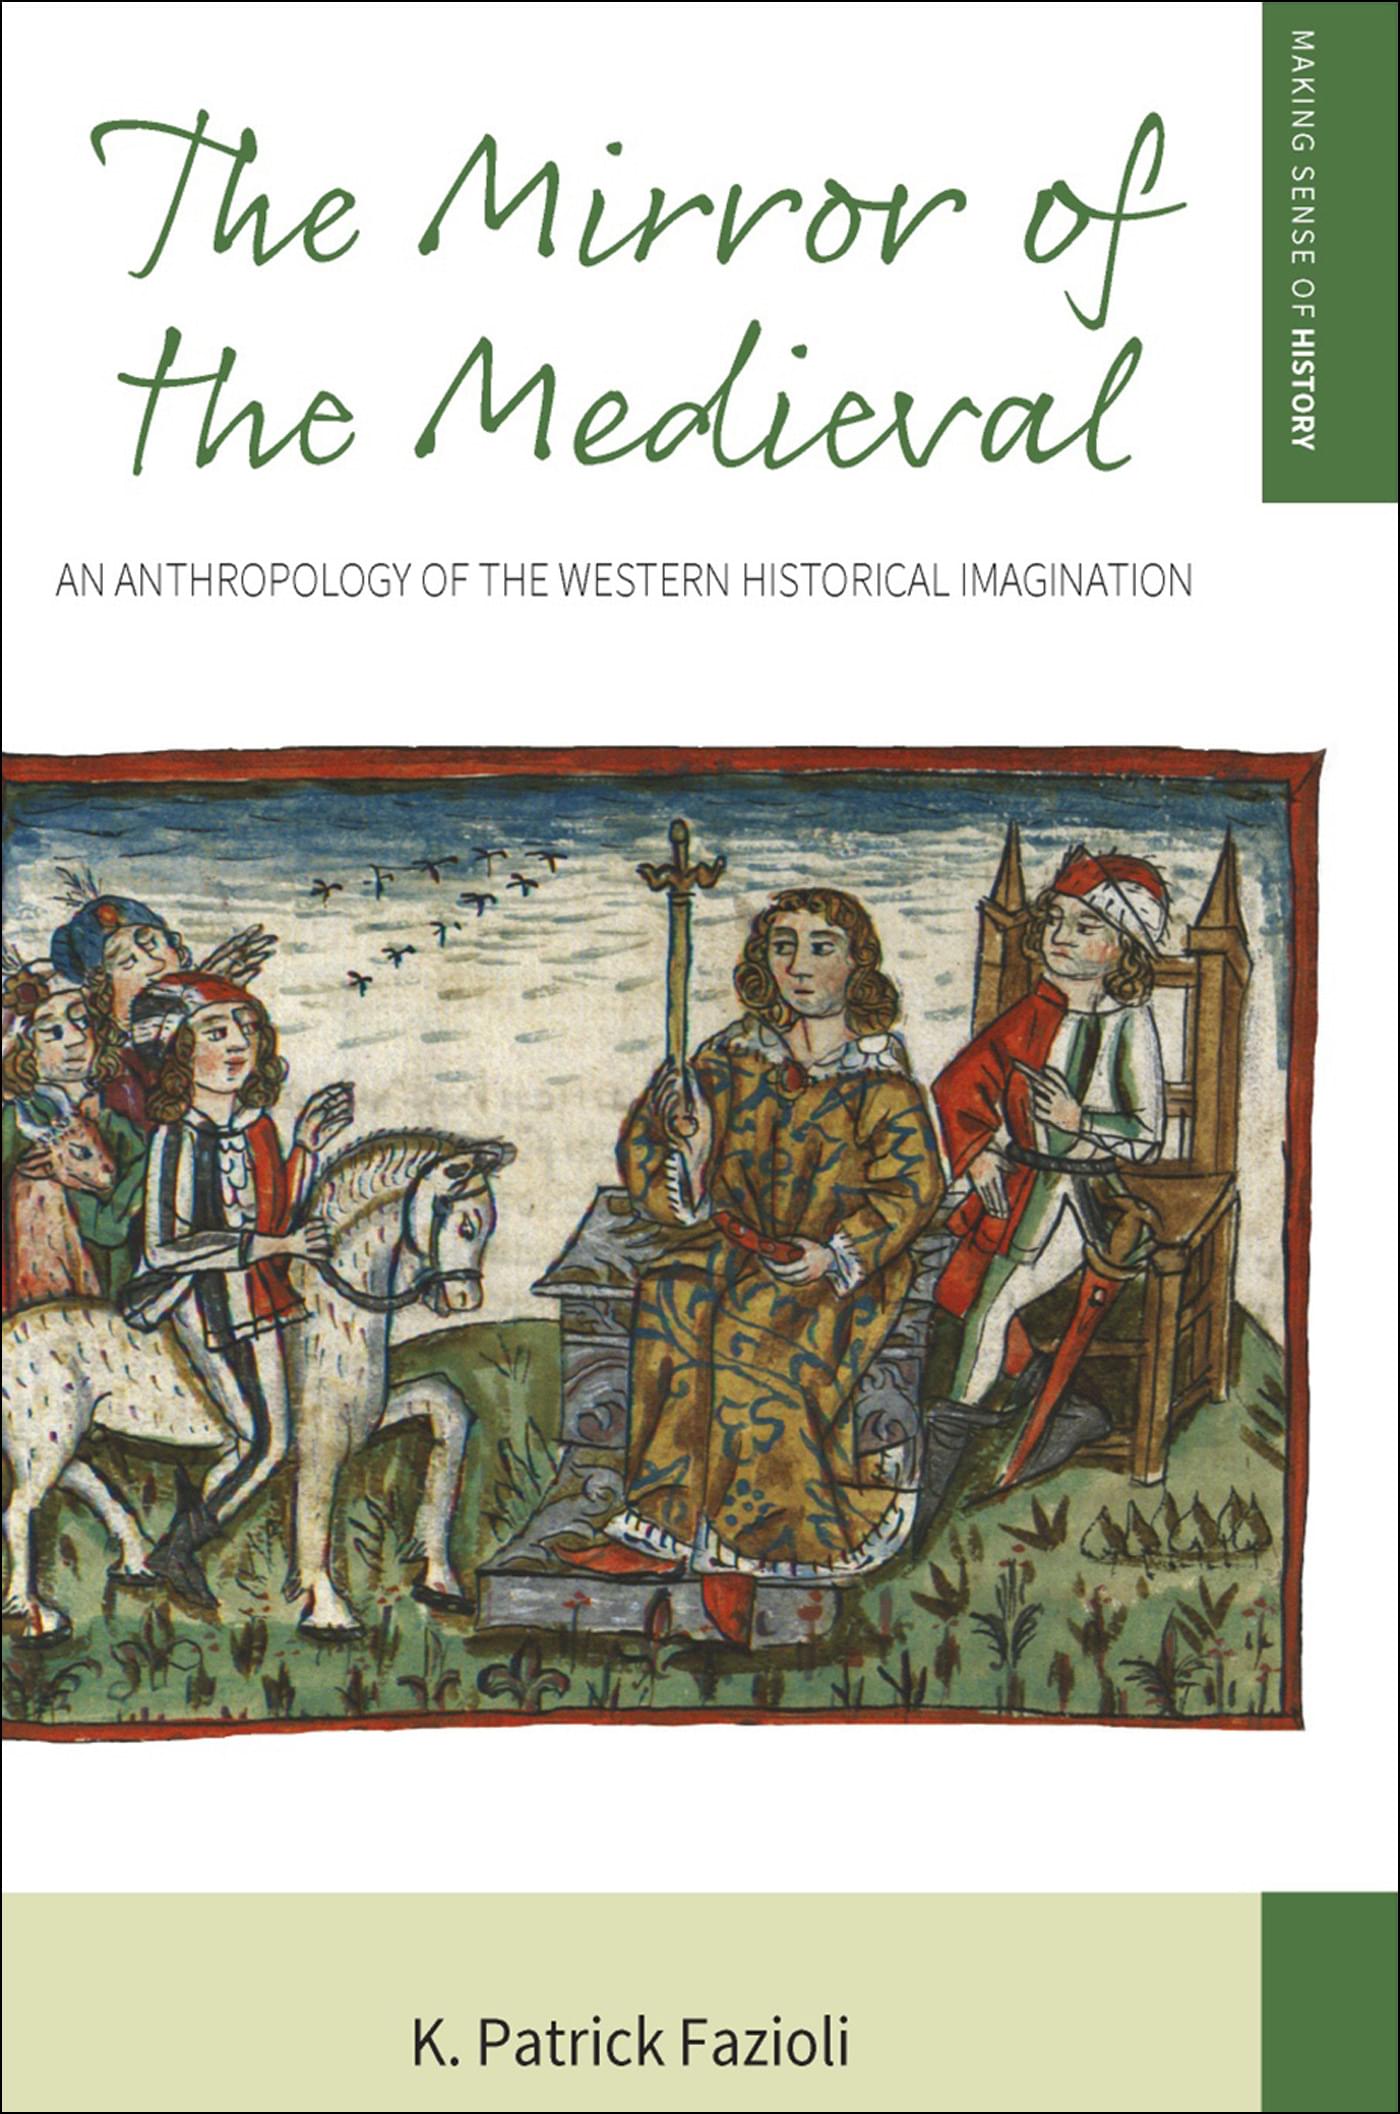 MAKING SENSE OF HISTORY
The Mirror of
the Medieval
AN ANTHROPOLOGY OF THE WESTERN HISTORICAL IMAGINATION
K. Patrick Fazioli